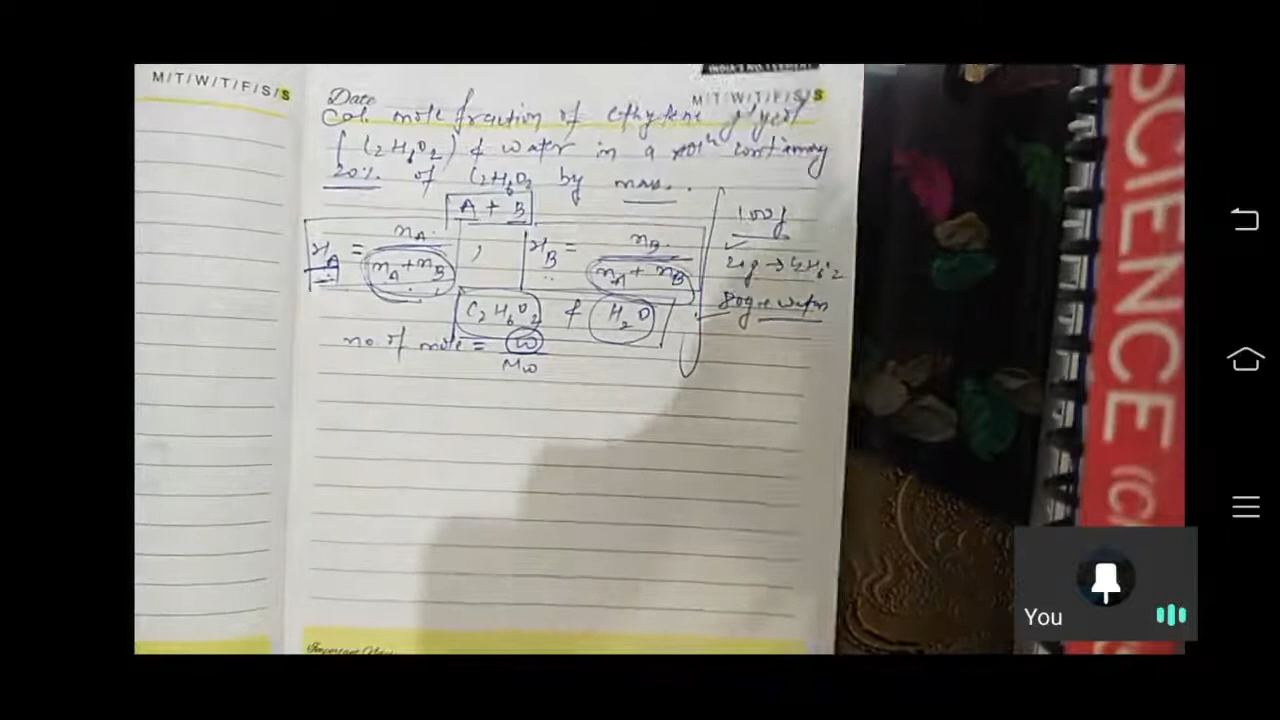 M/T/W/T/F/S/S
Date
M/T/W/T/F/S/S
Cal. mole fraction of ethylene glycol
(C2H6O2) & water in a sol^n containing
20% of C2H6O2 by mass.
A + B
xA = nA / nA+nB , xB = nB / nA + nB
C2H6O2 & H2O
no of mole = w / Mw
100g
20g → C2H6O2
80g → water
SCIENCE (C
You